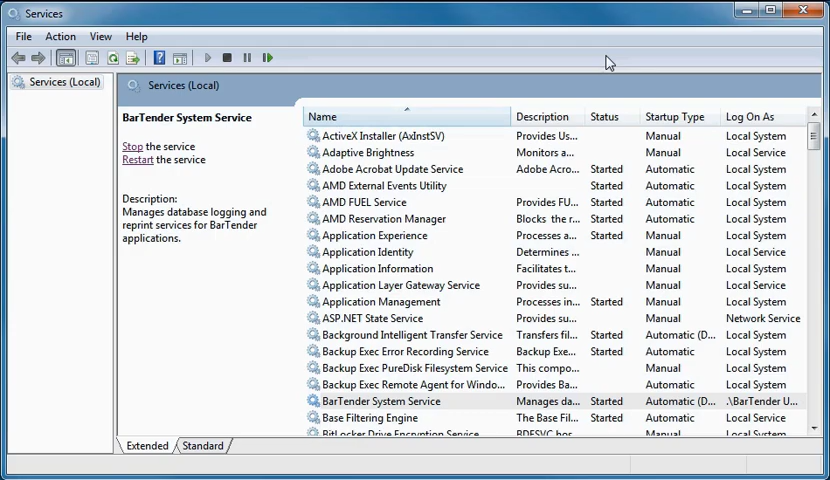 Services
File Action View Help
Services (Local)
Services (Local)
BarTender System Service
Stop the service
Restart the service
Description:
Manages database logging and
reprint services for BarTender
applications.
Name Description Status Startup Type Log On As
ActiveX Installer (AxInstSV) Provides Us... Manual Local System
Adaptive Brightness Monitors a... Manual Local Service
Adobe Acrobat Update Service Adobe Acro... Started Automatic Local System
AMD External Events Utility Started Automatic Local System
AMD FUEL Service Provides FU... Started Automatic Local System
AMD Reservation Manager Blocks the r... Started Automatic Local System
Application Experience Processes a... Started Manual Local System
Application Identity Determines ... Manual Local Service
Application Information Facilitates t... Manual Local System
Application Layer Gateway Service Provides su... Manual Local Service
Application Management Processes in... Started Manual Local System
ASP.NET State Service Provides su... Manual Network Service
Background Intelligent Transfer Service Transfers fil... Started Automatic (D... Local System
Backup Exec Error Recording Service Backup Exe... Started Automatic Local System
Backup Exec PureDisk Filesystem Service This compo... Manual Local System
Backup Exec Remote Agent for Windo... Provides Ba... Started Automatic Local System
BarTender System Service Manages da... Started Automatic (D... .\BarTender U...
Base Filtering Engine The Base Fil... Started Automatic Local Service
BitLocker Drive Encryption Service BDESVC hos... Manual Local System
Extended Standard